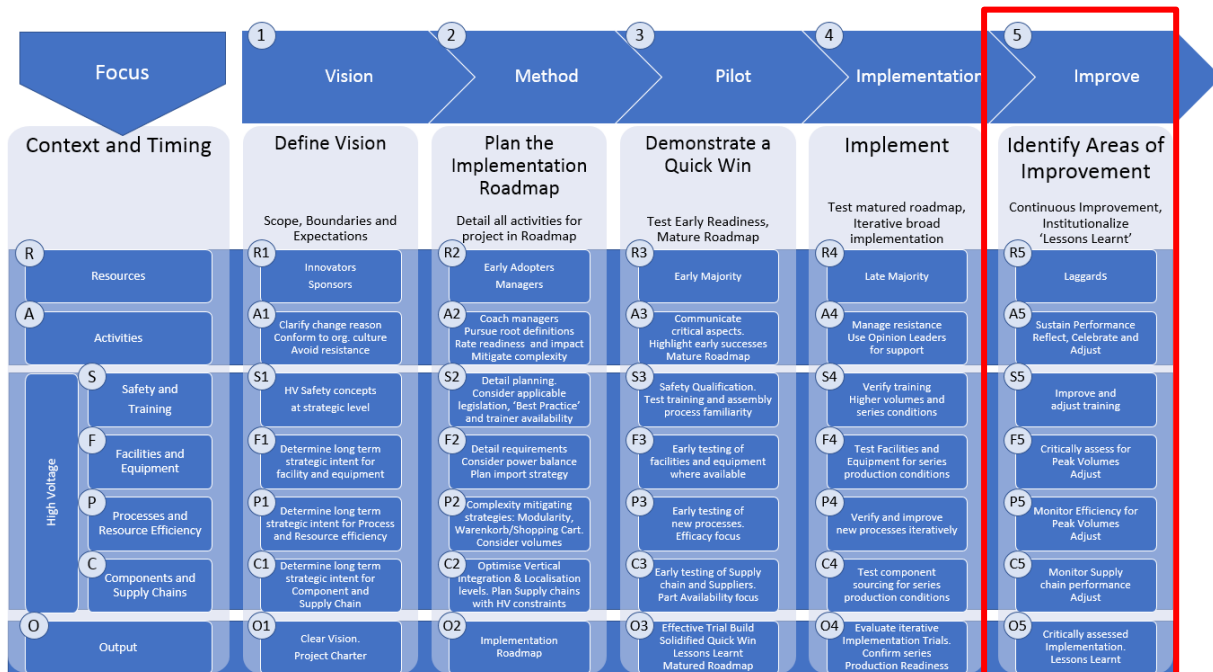 Focus
1
Vision
2
Method
3
Pilot
4
Implementation
5
Improve
Context and Timing
Define Vision
Scope, Boundaries and
Expectations
Plan the
Implementation
Roadmap
Detail all activities for
project in Roadmap
Demonstrate a
Quick Win
Test Early Readiness,
Mature Roadmap
Implement
Test matured roadmap,
Iterative broad
implementation
Identify Areas of
Improvement
Continuous Improvement,
Institutionalize
‘Lessons Learnt’
R
Resources
R1
Innovators
Sponsors
R2
Early Adopters
Managers
R3
Early Majority
R4
Late Majority
R5
Laggards
A
Activities
A1
Clarify change reason
Conform to org. culture
Avoid resistance
A2
Coach managers
Pursue root definitions
Rate readiness and impact
Mitigate complexity
A3
Communicate
critical aspects.
Highlight early successes
Mature Roadmap
A4
Manage resistance
Use Opinion Leaders
for support
A5
Sustain Performance
Reflect, Celebrate and
Adjust
High Voltage
S
Safety and
Training
S1
HV Safety concepts
at strategic level
S2
Detail planning.
Consider applicable
legislation, ‘Best Practice’
and trainer availability
S3
Safety Qualification.
Test training and assembly
process familiarity
S4
Verify training
Higher volumes and
series conditions
S5
Improve and
adjust training
F
Facilities and
Equipment
F1
Determine long term
strategic intent for
facility and equipment
F2
Detail requirements
Consider power balance
Plan import strategy
F3
Early testing of
facilities and equipment
where available
F4
Test Facilities and
Equipment for series
production conditions
F5
Critically assess for
Peak Volumes
Adjust
P
Processes and
Resource Efficiency
P1
Determine long term
strategic intent for Process
and Resource efficiency
P2
Complexity mitigating
strategies: Modularity,
Warenkorb/Shopping Cart.
Consider volumes
P3
Early testing of
new processes.
Efficacy focus
P4
Verify and improve
new processes iteratively
P5
Monitor Efficiency for
Peak Volumes
Adjust
C
Components and
Supply Chains
C1
Determine long term
strategic intent for
Component and
Supply Chain
C2
Optimise Vertical
Integration & Localisation
levels. Plan Supply chains
with HV constraints
C3
Early testing of Supply
chain and Suppliers.
Part Availability focus
C4
Test component
sourcing for series
production conditions
C5
Monitor Supply
chain performance
Adjust
O
Output
O1
Clear Vision.
Project Charter
O2
Implementation
Roadmap
O3
Effective Trial Build
Solidified Quick Win
Lessons Learnt
Matured Roadmap
O4
Evaluate iterative
Implementation Trials.
Confirm series
Production Readiness
O5
Critically assessed
Implementation.
Lessons Learnt